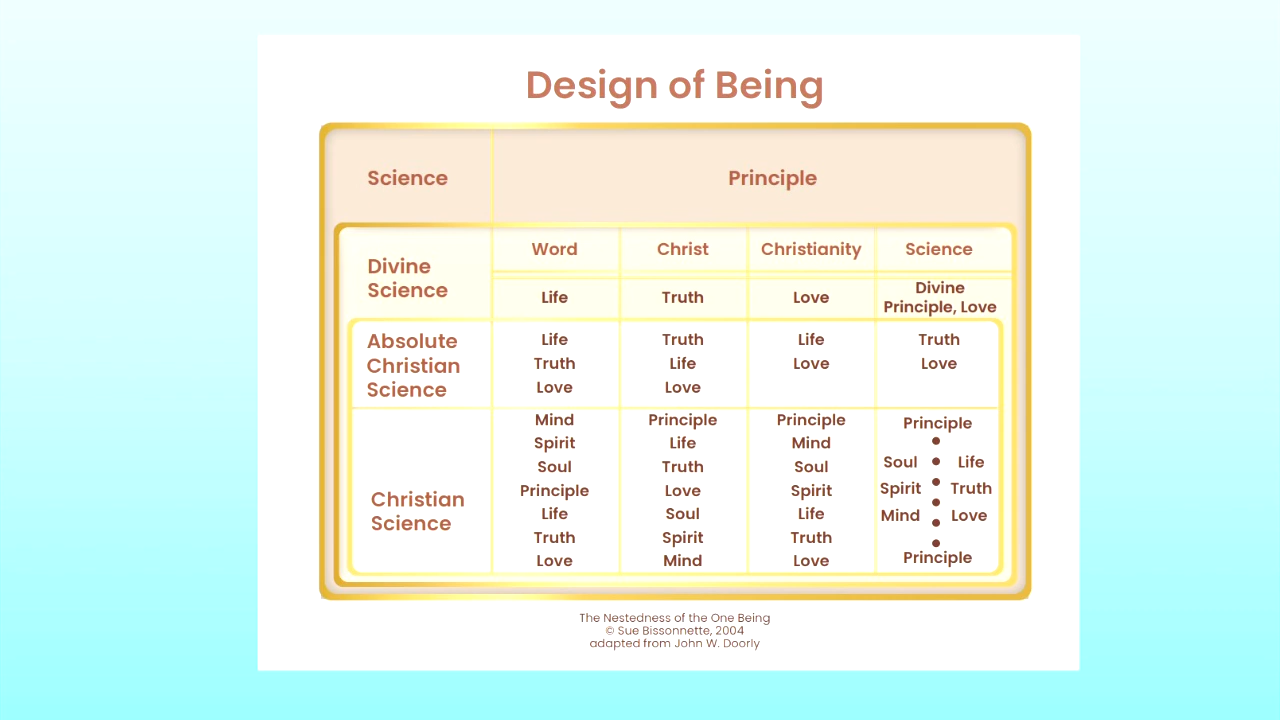 Design of Being
Science
Principle
Divine
Science
Word
Christ
Christianity
Science
Life
Truth
Love
Divine
Principle, Love
Absolute
Christian
Science
Life
Truth
Love
Truth
Life
Love
Life
Love
Truth
Love
Christian
Science
Mind
Spirit
Soul
Principle
Life
Truth
Love
Principle
Life
Truth
Love
Soul
Spirit
Mind
Principle
Mind
Soul
Spirit
Life
Truth
Love
Principle
Soul Life
Spirit Truth
Mind Love
Principle
The Nestedness of the One Being
© Sue Bissonnette, 2004
adapted from John W. Doorly